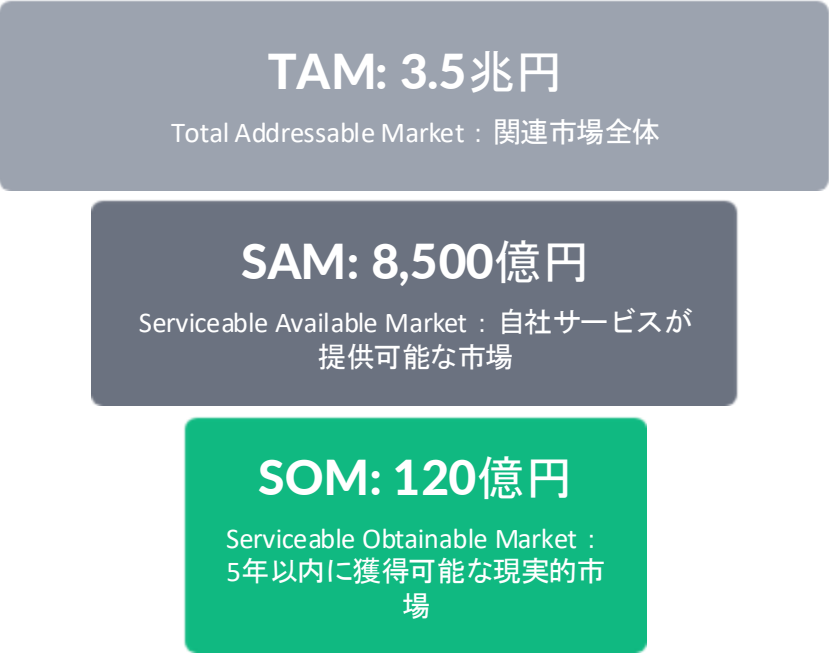 TAM: 3.5兆円
Total Addressable Market：関連市場全体
SAM: 8,500億円
Serviceable Available Market：自社サービスが
提供可能な市場
SOM: 120億円
Serviceable Obtainable Market：
5年以内に獲得可能な現実的市
場